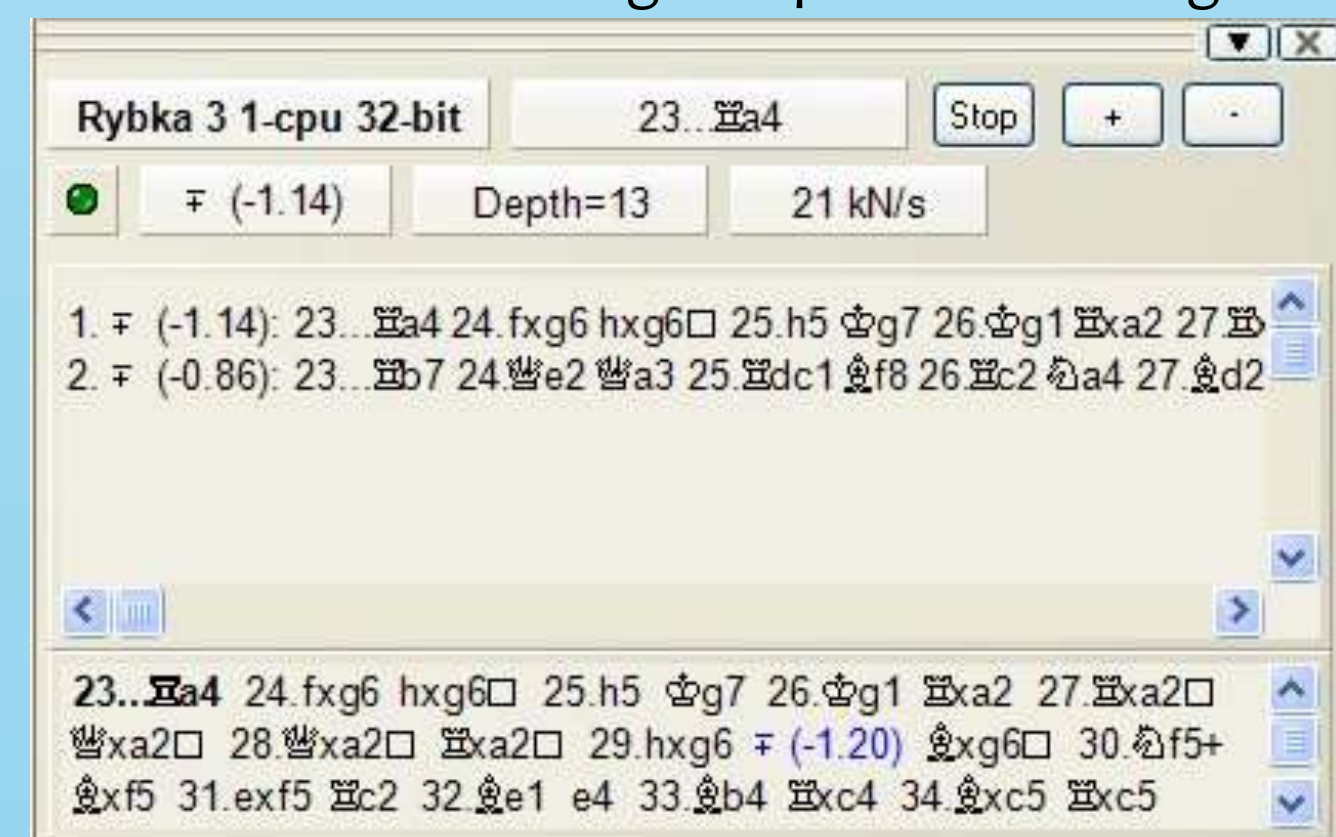 Rybka 3 1-cpu 32-bit 23...♖a4 Stop + -
∓ (-1.14) Depth=13 21 kN/s
1. ∓ (-1.14): 23...♖a4 24.fxg6 hxg6□ 25.h5 ♔g7 26.♔g1 ♖xa2 27.♖
2. ∓ (-0.86): 23...♖b7 24.♕e2 ♕a3 25.♖dc1 ♗f8 26.♖c2 ♘a4 27.♗d2
23...♖a4 24.fxg6 hxg6□ 25.h5 ♔g7 26.♔g1 ♖xa2 27.♖xa2□
♕xa2□ 28.♕xa2□ ♖xa2□ 29.hxg6 ∓ (-1.20) ♗xg6□ 30.♘f5+
♗xf5 31.exf5 ♖c2 32.♗e1 e4 33.♗b4 ♖xc4 34.♗xc5 ♖xc5